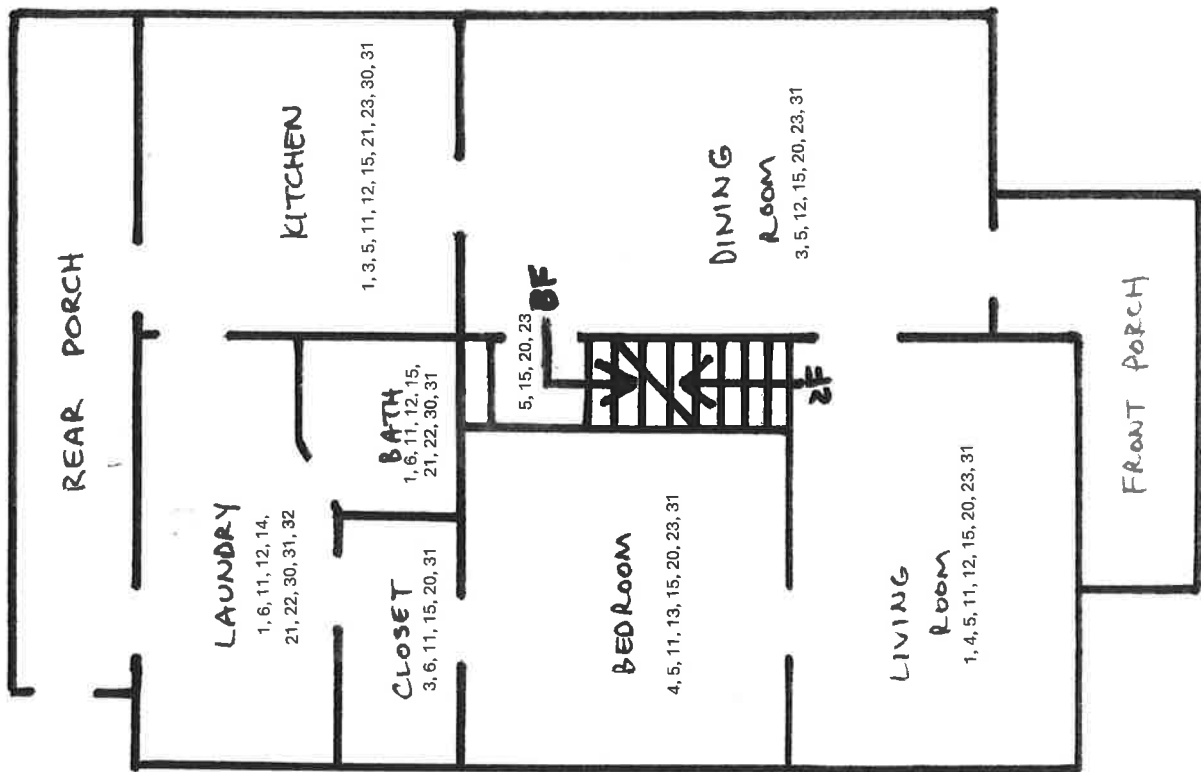 REAR PORCH
LAUNDRY
1, 6, 11, 12, 14,
21, 22, 30, 31, 32
KITCHEN
1, 3, 5, 11, 12, 15, 21, 23, 30, 31
BATH
1, 6, 11, 12, 15,
21, 22, 30, 31
CLOSET
3, 6, 11, 15, 20, 31
5, 15, 20, 23
BF
BEDROOM
4, 5, 11, 13, 15, 20, 23, 31
DINING
ROOM
3, 5, 12, 15, 20, 23, 31
2F
LIVING
ROOM
1, 4, 5, 11, 12, 15, 20, 23, 31
FRONT PORCH